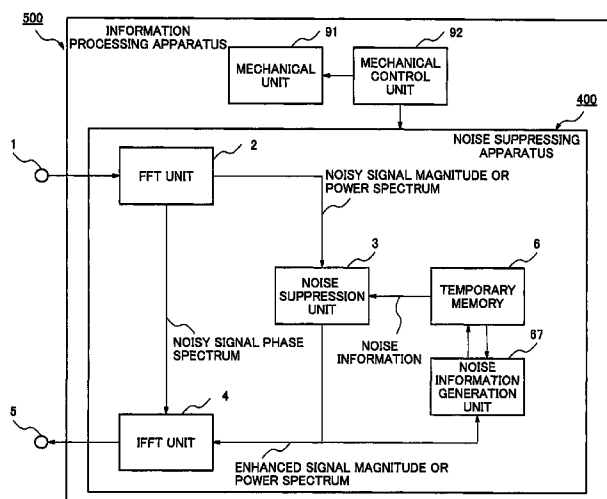 500
INFORMATION
PROCESSING APPARATUS
91
MECHANICAL
UNIT
92
MECHANICAL
CONTROL
UNIT
400
NOISE SUPPRESSING
APPARATUS
1
2
FFT UNIT
NOISY SIGNAL MAGNITUDE OR
POWER SPECTRUM
3
NOISE
SUPPRESSION
UNIT
6
TEMPORARY
MEMORY
NOISE
INFORMATION
67
NOISE
INFORMATION
GENERATION
UNIT
NOISY SIGNAL PHASE
SPECTRUM
5
4
IFFT UNIT
ENHANCED SIGNAL MAGNITUDE OR
POWER SPECTRUM